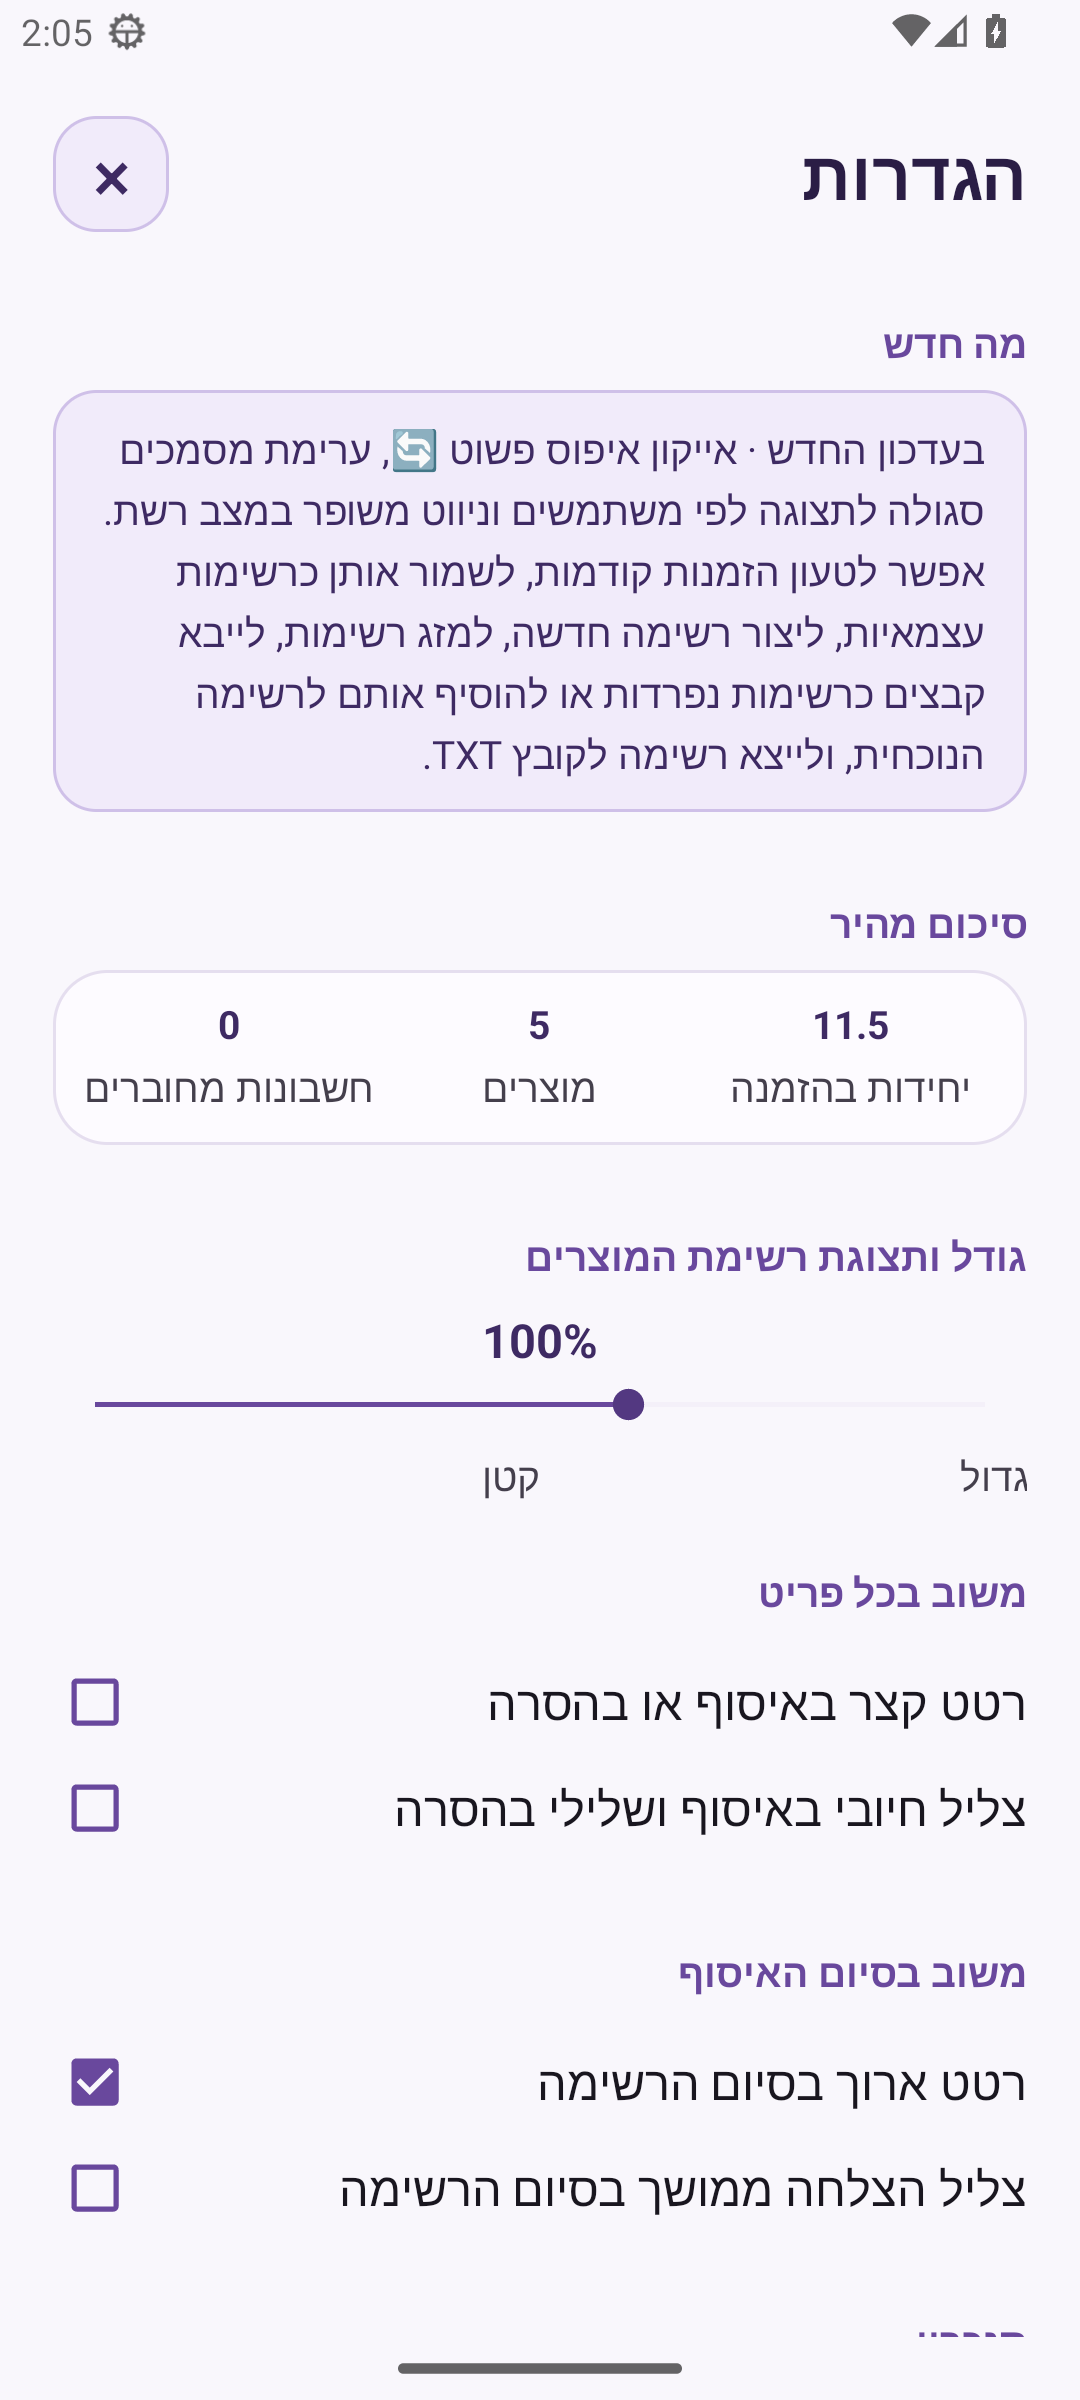 2:05
הגדרות
×
מה חדש
בעדכון החדש · אייקון איפוס פשוט 🔄, ערימת מסמכים
סגולה לתצוגה לפי משתמשים וניווט משופר במצב רשת.
אפשר לטעון הזמנות קודמות, לשמור אותן כרשימות
עצמאיות, ליצור רשימה חדשה, למזג רשימות, לייבא
קבצים כרשימות נפרדות או להוסיף אותם לרשימה
הנוכחית, ולייצא רשימה לקובץ TXT.
סיכום מהיר
11.5 5 0
יחידות בהזמנה מוצרים חשבונות מחוברים
גודל ותצוגת רשימת המוצרים
100%
גדול קטן
משוב בכל פריט
רטט קצר באיסוף או בהסרה
צליל חיובי באיסוף ושלילי בהסרה
משוב בסיום האיסוף
רטט ארוך בסיום הרשימה
צליל הצלחה ממושך בסיום הרשימה